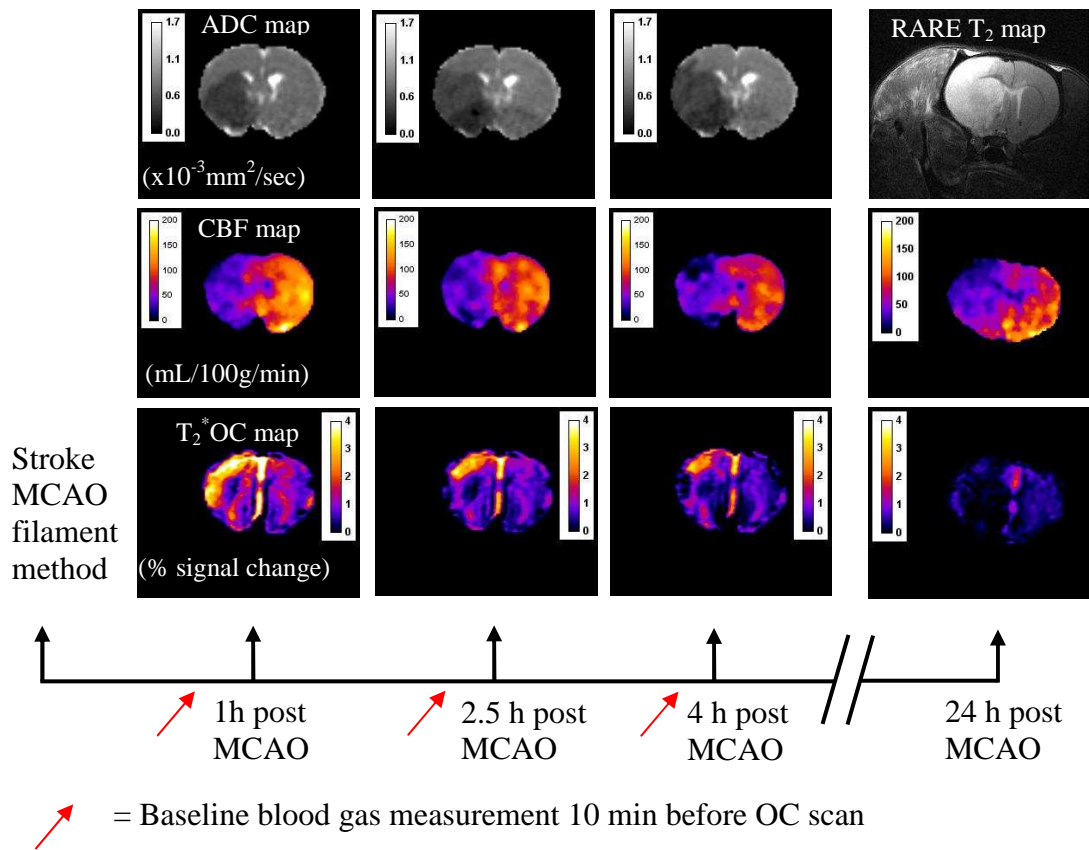 ADC map
1.7
1.1
0.6
0.0
(x10⁻³mm²/sec)
1.7
1.1
0.6
0.0
1.7
1.1
0.6
0.0
RARE T₂ map
CBF map
200
150
100
50
0
(mL/100g/min)
200
150
100
50
0
200
150
100
50
0
200
150
100
50
0
T₂*OC map
4
3
2
1
0
(% signal change)
4
3
2
1
0
4
3
2
1
0
4
3
2
1
0
Stroke
MCAO
filament
method
1h post
MCAO
2.5 h post
MCAO
4 h post
MCAO
24 h post
MCAO
= Baseline blood gas measurement 10 min before OC scan